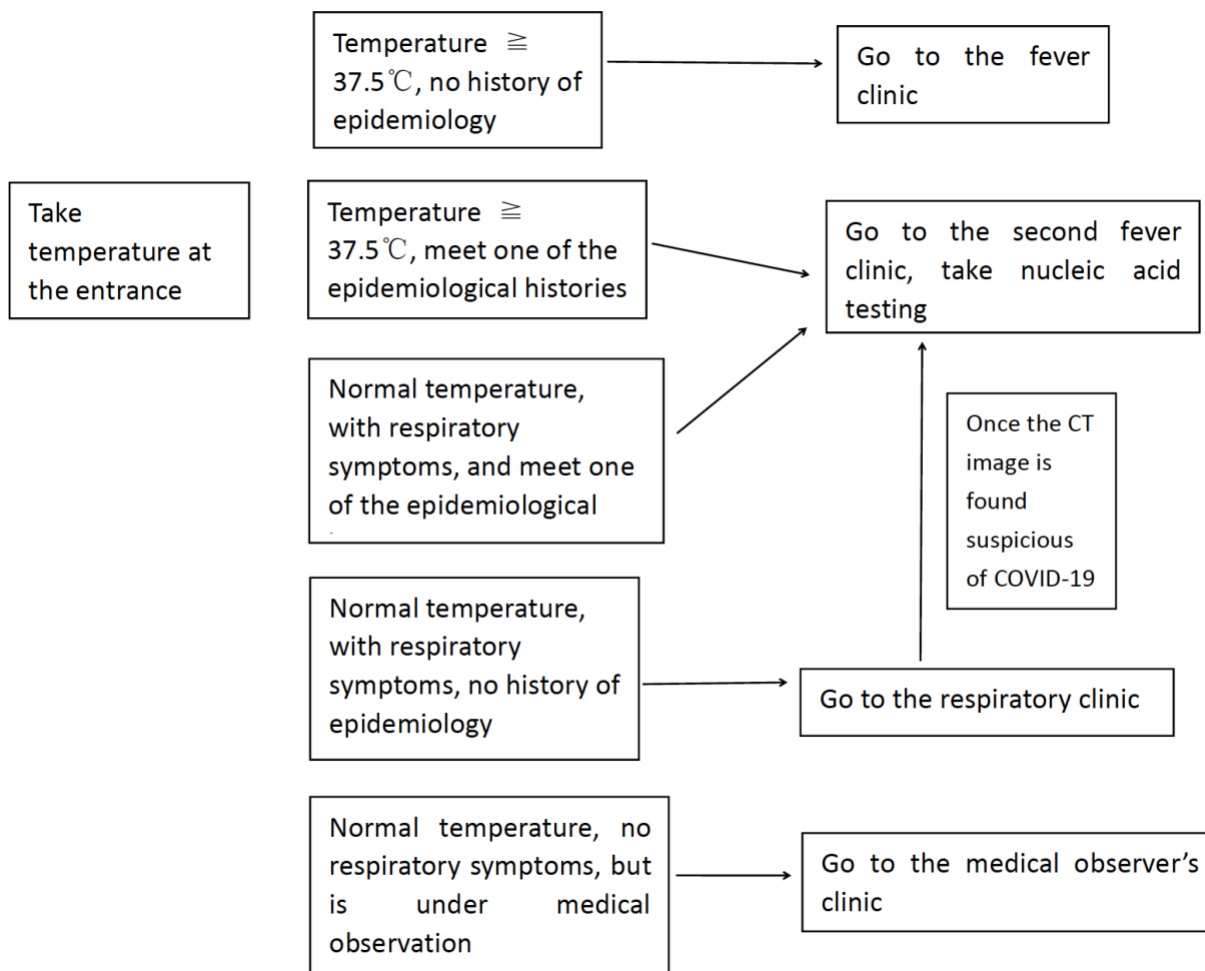 Temperature ≧
37.5℃, no history of
epidemiology
Go to the fever
clinic
Take
temperature at
the entrance
Temperature ≧
37.5℃, meet one of the
epidemiological histories
Go to the second fever
clinic, take nucleic acid
testing
Normal temperature,
with respiratory
symptoms, and meet one
of the epidemiological
Once the CT
image is
found
suspicious
of COVID-19
Normal temperature,
with respiratory
symptoms, no history of
epidemiology
Go to the respiratory clinic
Normal temperature, no
respiratory symptoms, but
is under medical
observation
Go to the medical observer’s
clinic